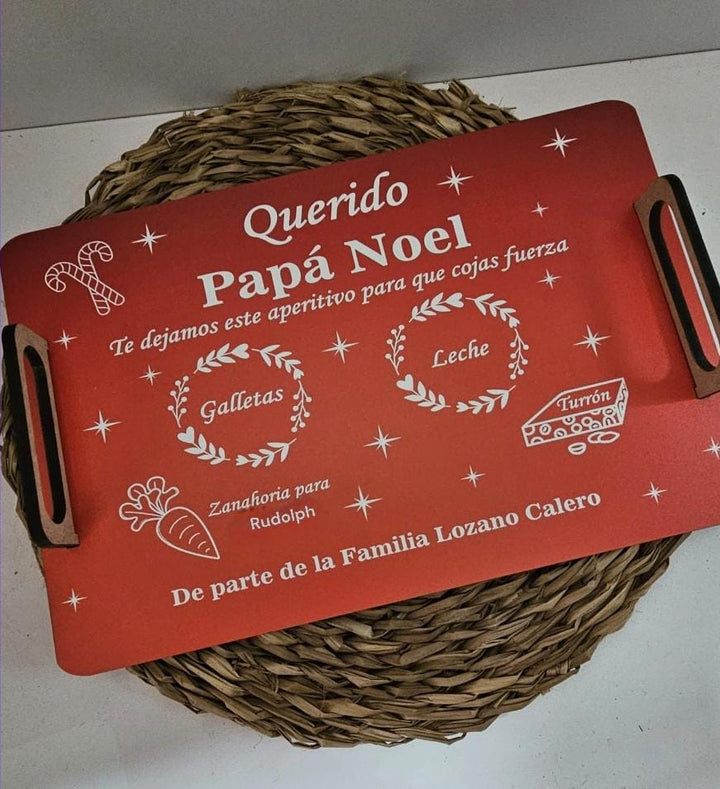 Querido
Papá Noel
Te dejamos este aperitivo para que cojas fuerza
Galletas
Leche
Turrón
Zanahoria para
Rudolph
De parte de la Familia Lozano Calero